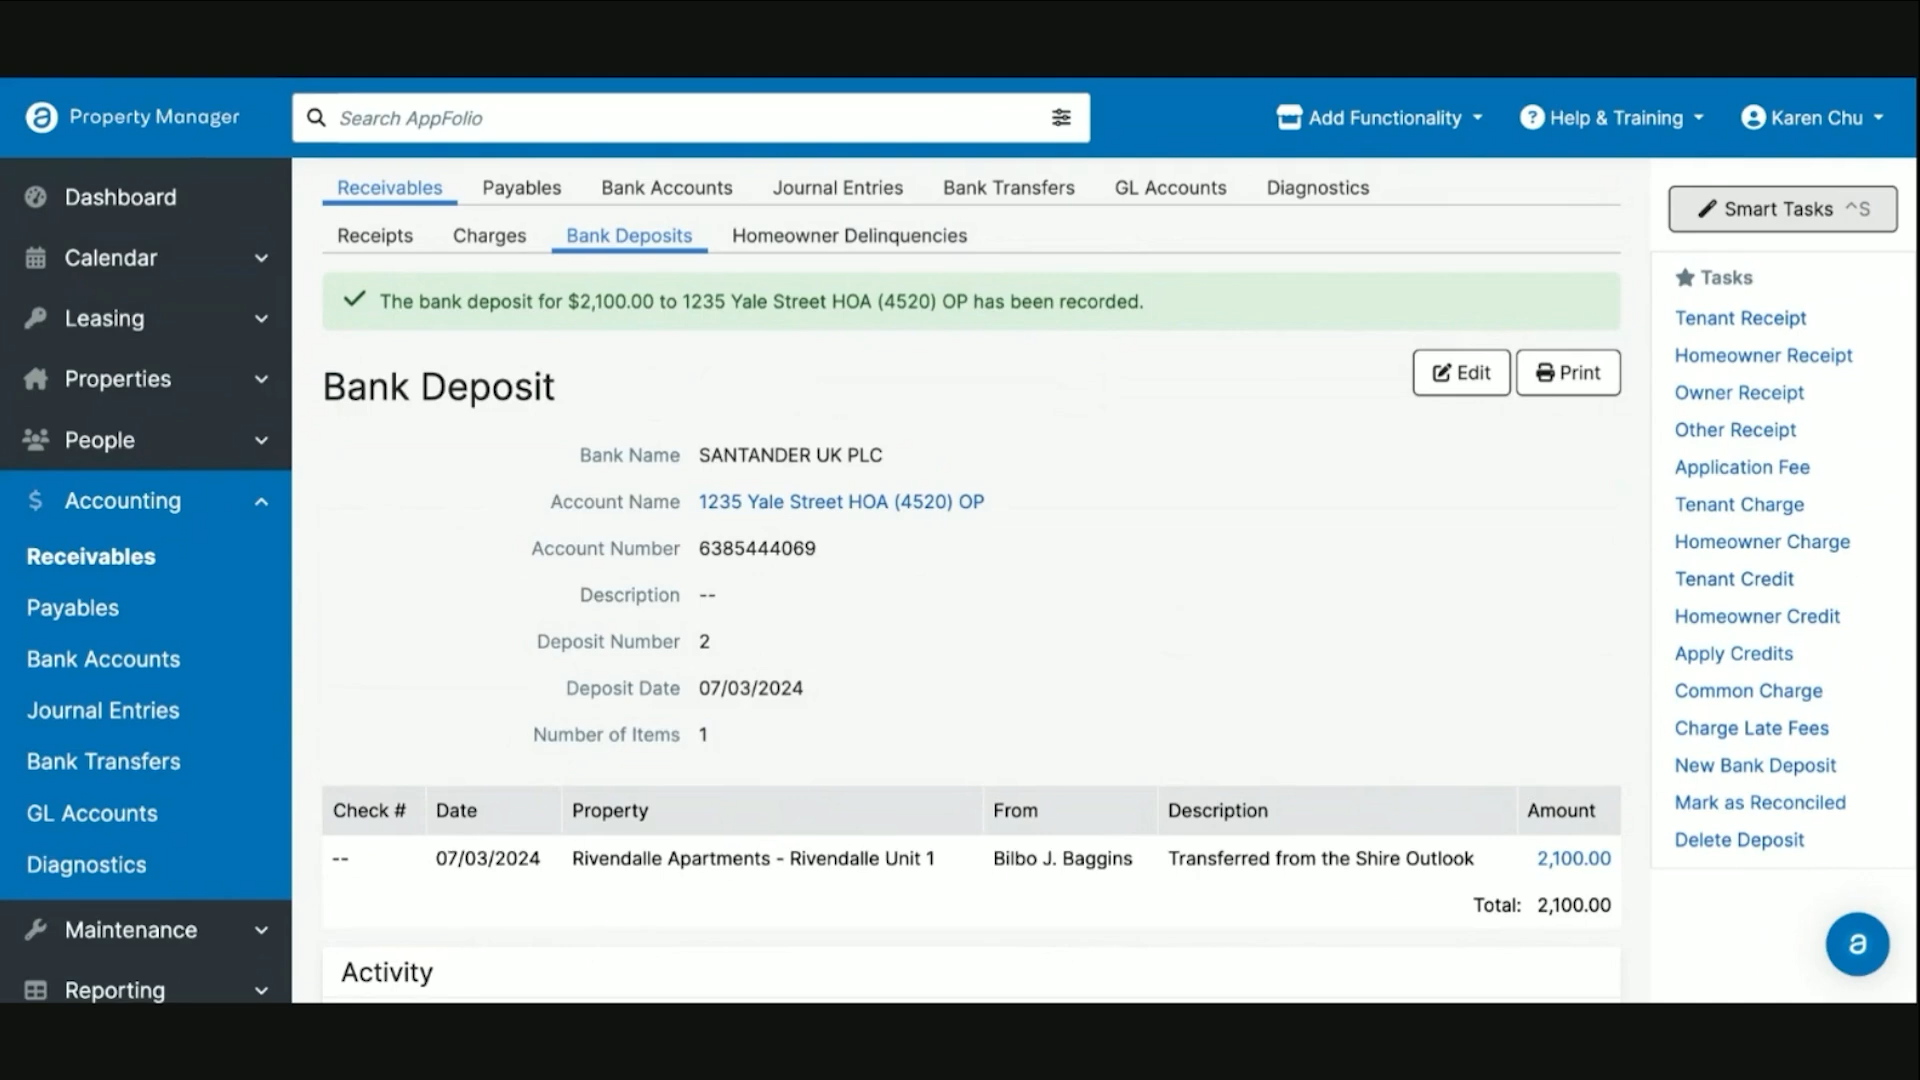 Property Manager
Search AppFolio
Add Functionality
Help & Training
Karen Chu
Dashboard
Calendar
Leasing
Properties
People
Accounting
Receivables
Payables
Bank Accounts
Journal Entries
Bank Transfers
GL Accounts
Diagnostics
Maintenance
Reporting
Receivables Payables Bank Accounts Journal Entries Bank Transfers GL Accounts Diagnostics
Receipts Charges Bank Deposits Homeowner Delinquencies
The bank deposit for $2,100.00 to 1235 Yale Street HOA (4520) OP has been recorded.
Bank Deposit
Edit
Print
Bank Name SANTANDER UK PLC
Account Name 1235 Yale Street HOA (4520) OP
Account Number 6385444069
Description --
Deposit Number 2
Deposit Date 07/03/2024
Number of Items 1
Check # Date Property From Description Amount
-- 07/03/2024 Rivendalle Apartments - Rivendalle Unit 1 Bilbo J. Baggins Transferred from the Shire Outlook 2,100.00
Total: 2,100.00
Activity
Smart Tasks ^S
Tasks
Tenant Receipt
Homeowner Receipt
Owner Receipt
Other Receipt
Application Fee
Tenant Charge
Homeowner Charge
Tenant Credit
Homeowner Credit
Apply Credits
Common Charge
Charge Late Fees
New Bank Deposit
Mark as Reconciled
Delete Deposit